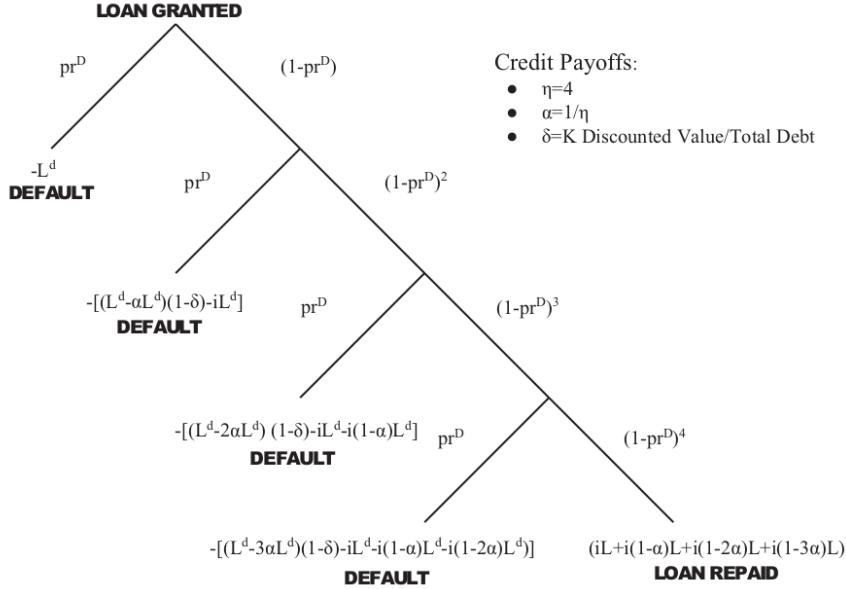 LOAN GRANTED
pr^D
(1-pr^D)
Credit Payoffs:
● η=4
● α=1/η
● δ=K Discounted Value/Total Debt
-L^d
DEFAULT
pr^D
(1-pr^D)^2
-[(L^d-αL^d)(1-δ)-iL^d]
DEFAULT
pr^D
(1-pr^D)^3
-[(L^d-2αL^d) (1-δ)-iL^d-i(1-α)L^d]
DEFAULT
pr^D
(1-pr^D)^4
-[(L^d-3αL^d)(1-δ)-iL^d-i(1-α)L^d-i(1-2α)L^d)]
DEFAULT
(iL+i(1-α)L+i(1-2α)L+i(1-3α)L)
LOAN REPAID